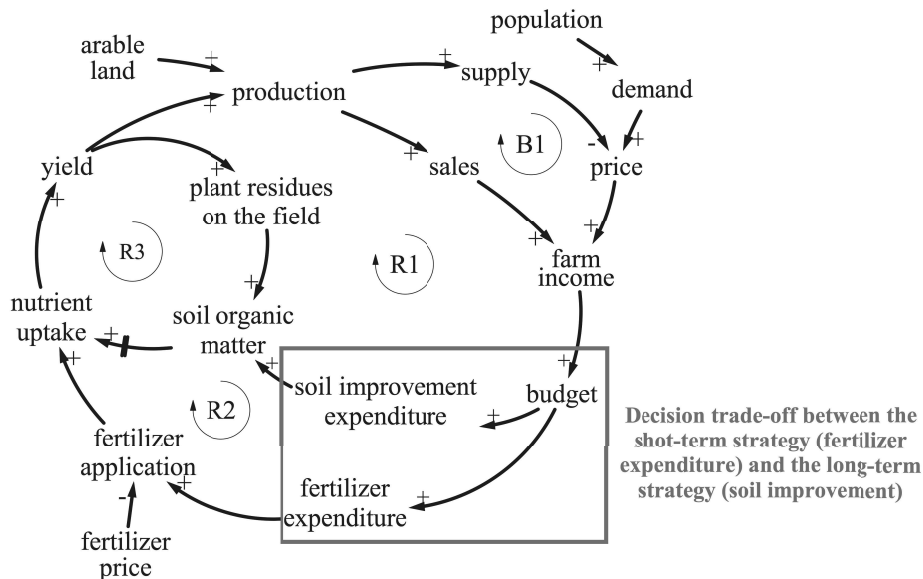 population
arable
land
+
+
supply
+
demand
production
+
+
B1
-
+
yield
+
plant residues
on the field
+
sales
price
+
+
+
R3
R1
farm
income
+
nutrient
uptake
+
soil organic
matter
+
+
+
soil improvement
expenditure
budget
R2
+
fertilizer
application
+
-
fertilizer
expenditure
+
fertilizer
price
Decision trade-off between the
shot-term strategy (fertilizer
expenditure) and the long-term
strategy (soil improvement)